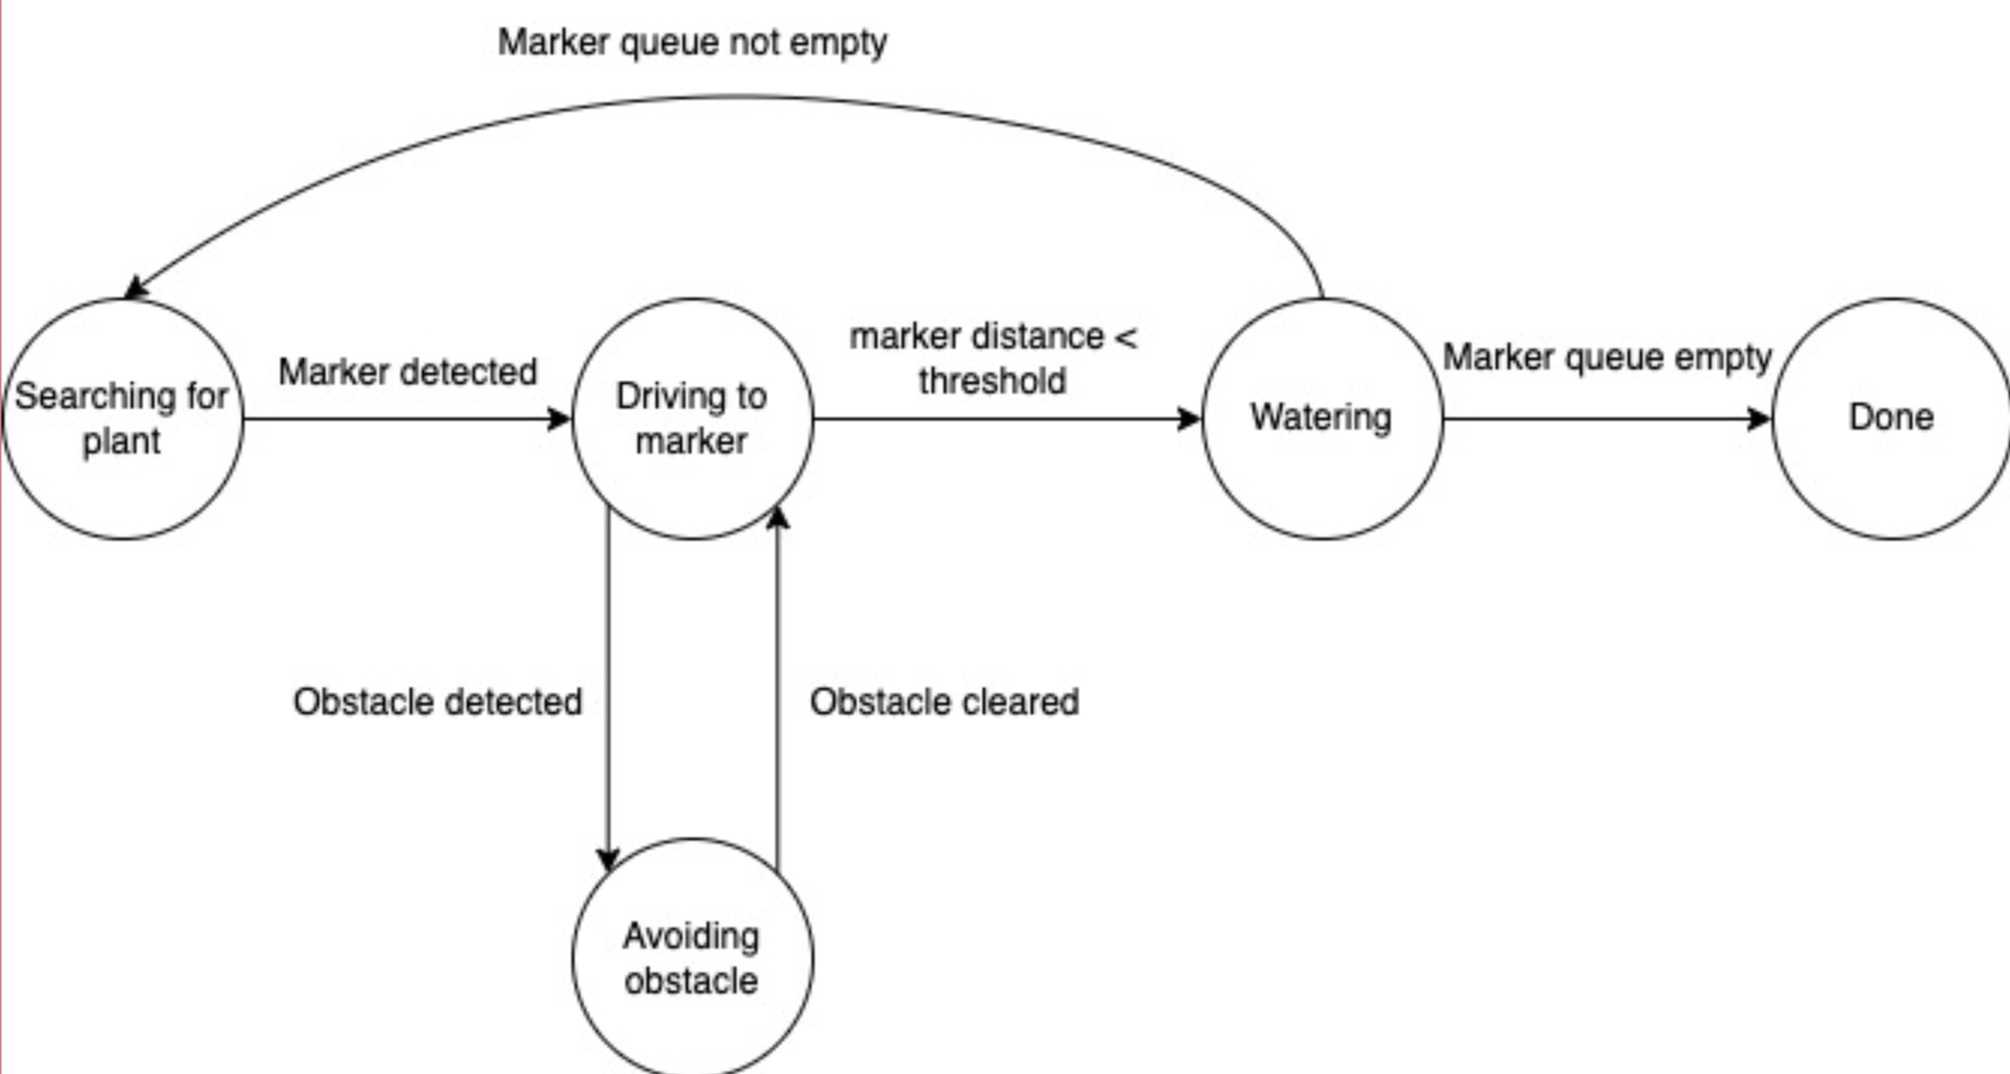 Marker queue not empty
Searching for
plant
Marker detected
Driving to
marker
marker distance <
threshold
Watering
Marker queue empty
Done
Obstacle detected
Obstacle cleared
Avoiding
obstacle